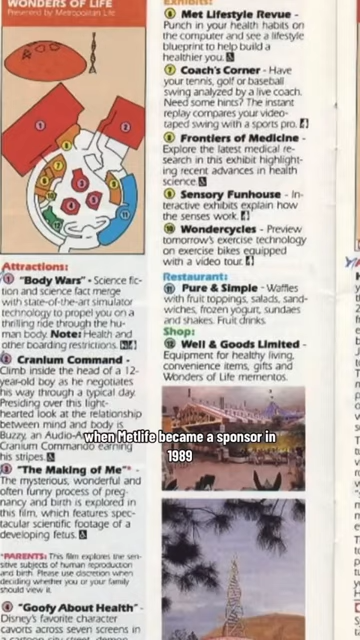 WONDERS OF LIFE
Presented by Metropolitan Life
Attractions:
1 "Body Wars" - Science fic-
tion and science fact merge
with state-of-the-art simulator
technology to propel you on a
thrilling ride through the hu-
man body. Note: Health and
other boarding restrictions.
2 Cranium Command -
Climb inside the head of a 12-
year-old boy as he negotiates
his way through a typical day.
Presiding over this light-
hearted look at the relationship
between mind and body is
Buzzy, an Audio-
Cranium Commando earning
his stripes.
3 "The Making of Me"* -
The mysterious, wonderful and
often funny process of preg-
nancy and birth is explored in
this film, which features spec-
tacular scientific footage of a
developing fetus.
*PARENTS: This film explores the sen-
sitive subjects of human reproduction
and birth. Please use discretion when
deciding whether you or your family
should view it.
4 "Goofy About Health" -
Disney's favorite character
cavorts across seven screens in
Exhibits:
6 Met Lifestyle Revue -
Punch in your health habits on
the computer and see a lifestyle
blueprint to help build a
healthier you.
7 Coach's Corner - Have
your tennis, golf or baseball
swing analyzed by a live coach.
Need some hints? The instant
replay compares your video-
taped swing with a sports pro.
8 Frontiers of Medicine -
Explore the latest medical re-
search in this exhibit highlight-
ing recent advances in health
science.
9 Sensory Funhouse - In-
teractive exhibits explain how
the senses work.
10 Wondercycles - Preview
tomorrow's exercise technology
on exercise bikes equipped
with a video tour.
Restaurant:
11 Pure & Simple - Waffles
with fruit toppings, salads, sand-
wiches, frozen yogurt, sundaes
and shakes. Fruit drinks.
Shop:
12 Well & Goods Limited -
Equipment for healthy living,
convenience items, gifts and
Wonders of Life mementos.
when Metlife became a sponsor in
1989